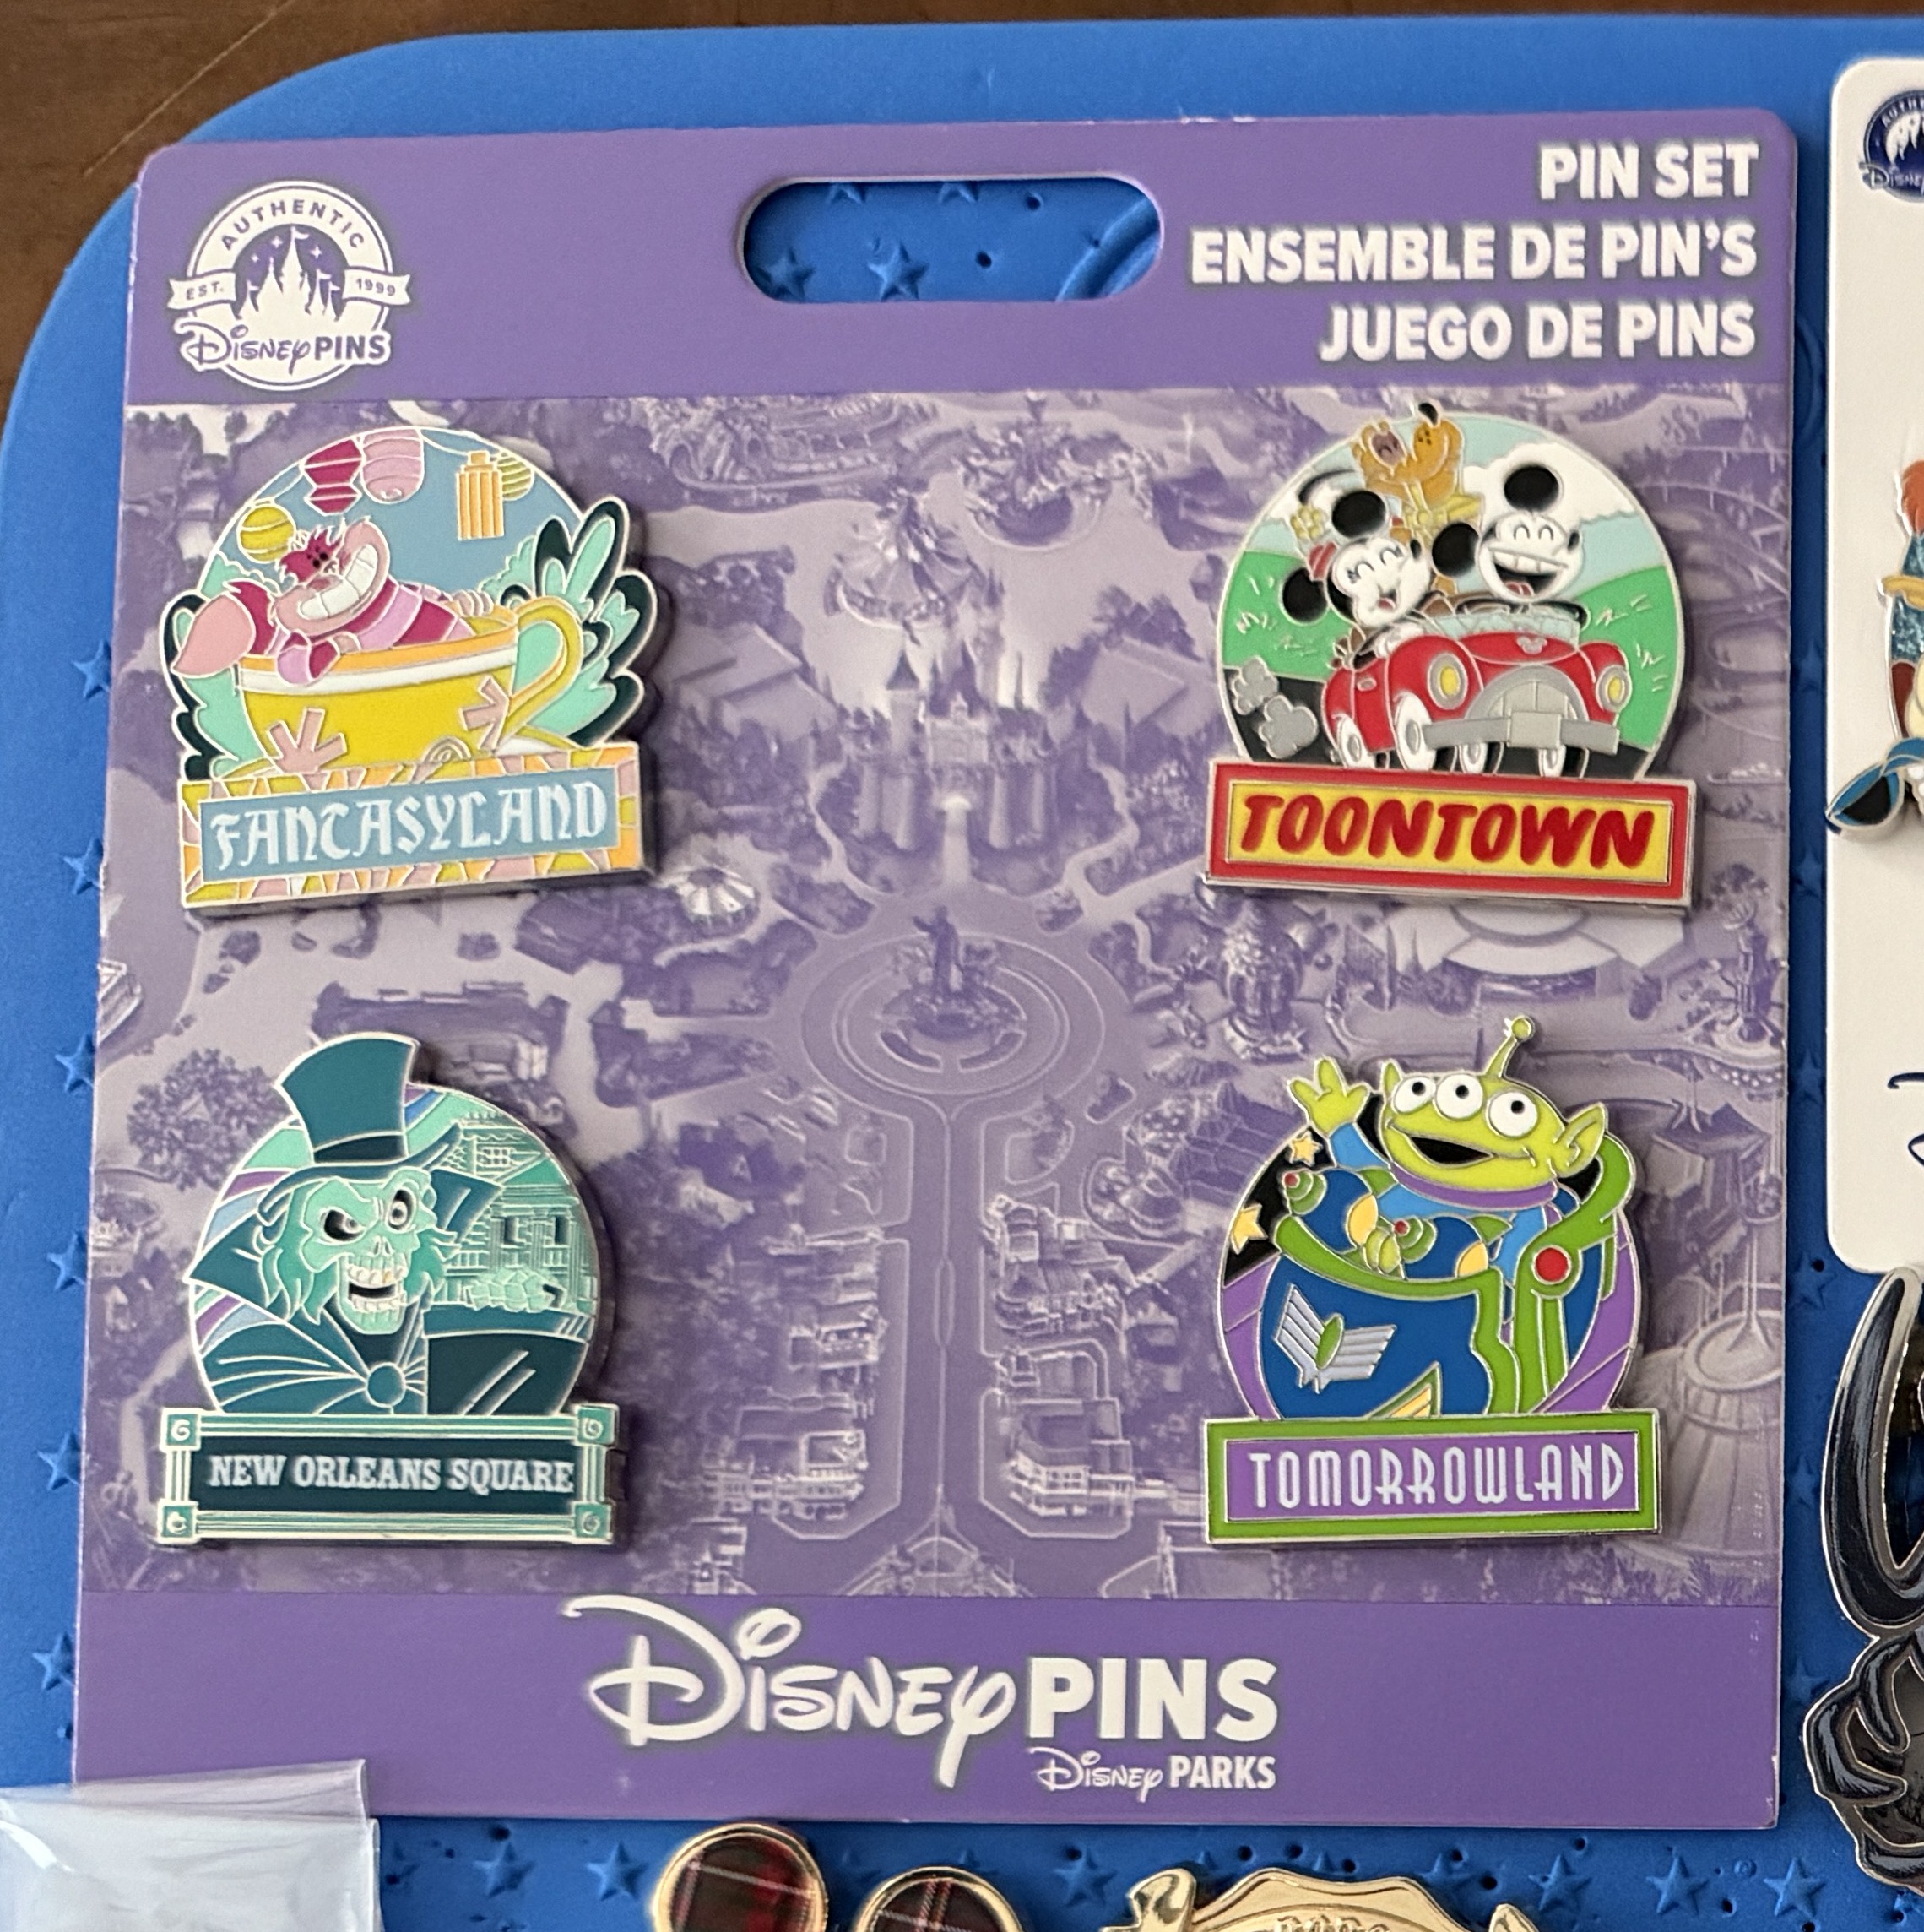 AUTHENTIC
EST. 1999
Disney PINS
PIN SET
ENSEMBLE DE PIN'S
JUEGO DE PINS
FANTASYLAND
TOONTOWN
NEW ORLEANS SQUARE
TOMORROWLAND
Disney PINS
Disney PARKS